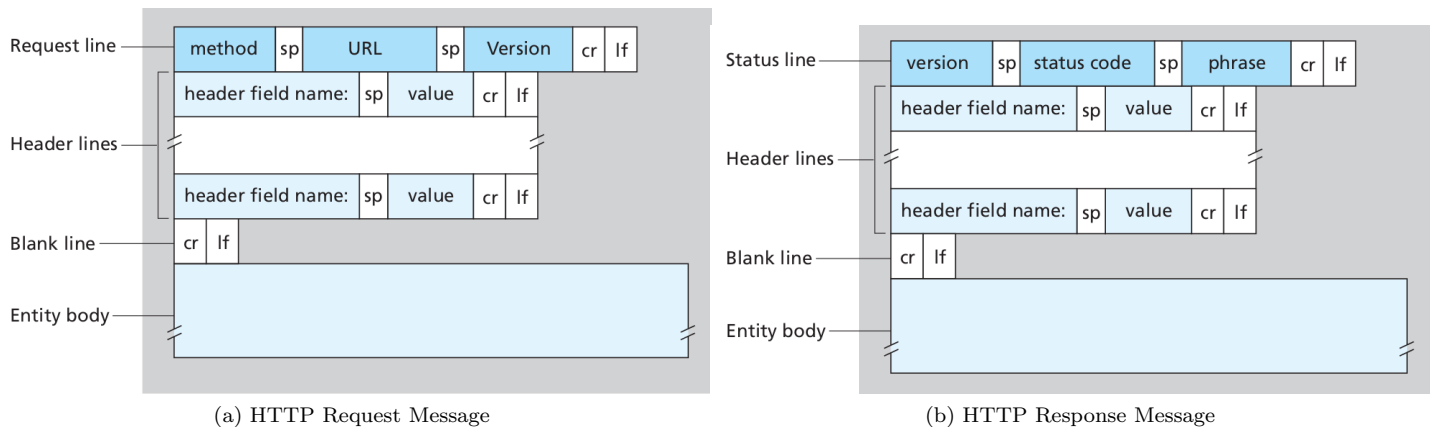 Request line method sp URL sp Version cr lf
header field name: sp value cr lf
Header lines
header field name: sp value cr lf
Blank line cr lf
Entity body
(a) HTTP Request Message
Status line version sp status code sp phrase cr lf
header field name: sp value cr lf
Header lines
header field name: sp value cr lf
Blank line cr lf
Entity body
(b) HTTP Response Message